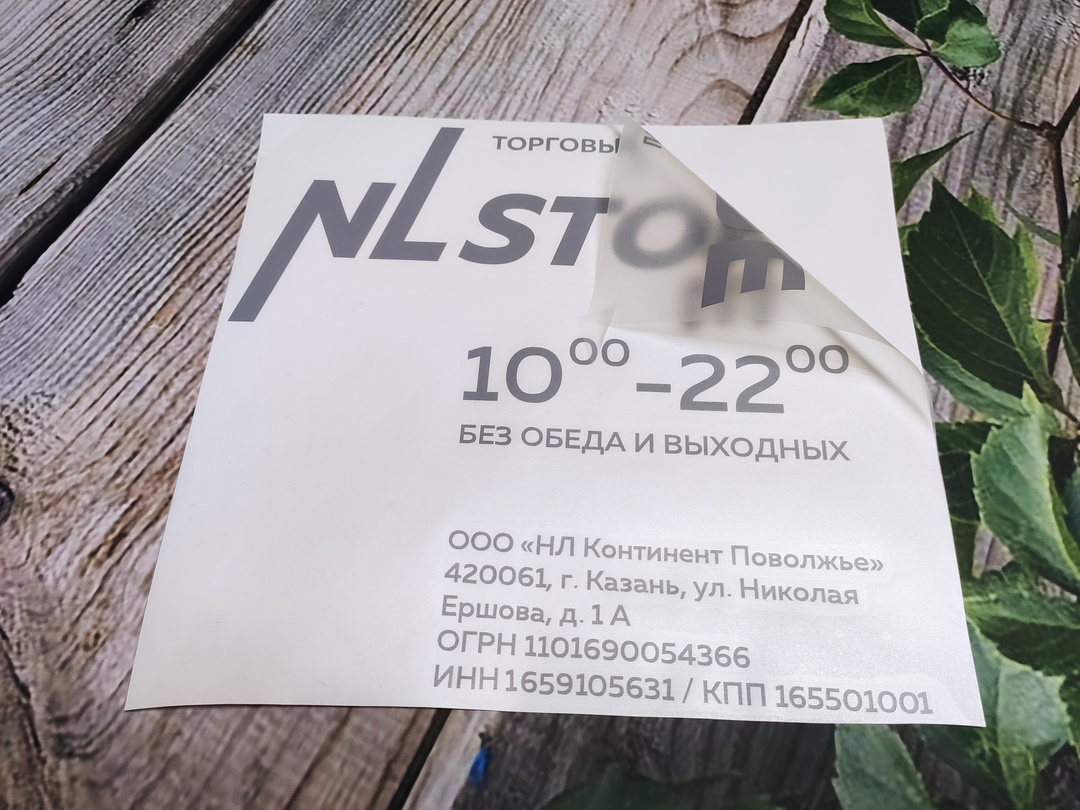 ТОРГОВЫ
NL STO
10⁰⁰-22⁰⁰
БЕЗ ОБЕДА И ВЫХОДНЫХ
ООО «НЛ Континент Поволжье»
420061, г. Казань, ул. Николая
Ершова, д. 1 А
ОГРН 1101690054366
ИНН 1659105631 / КПП 165501001